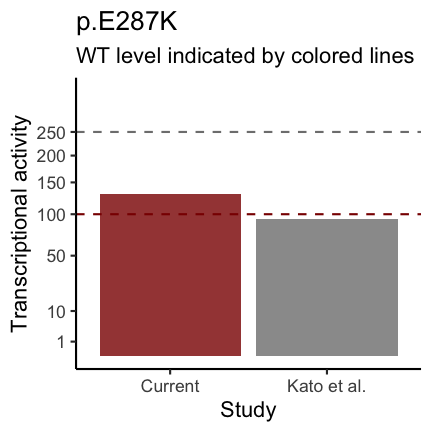 p.E287K
WT level indicated by colored lines
Transcriptional activity
250
200
150
100
50
10
1
Current
Kato et al.
Study